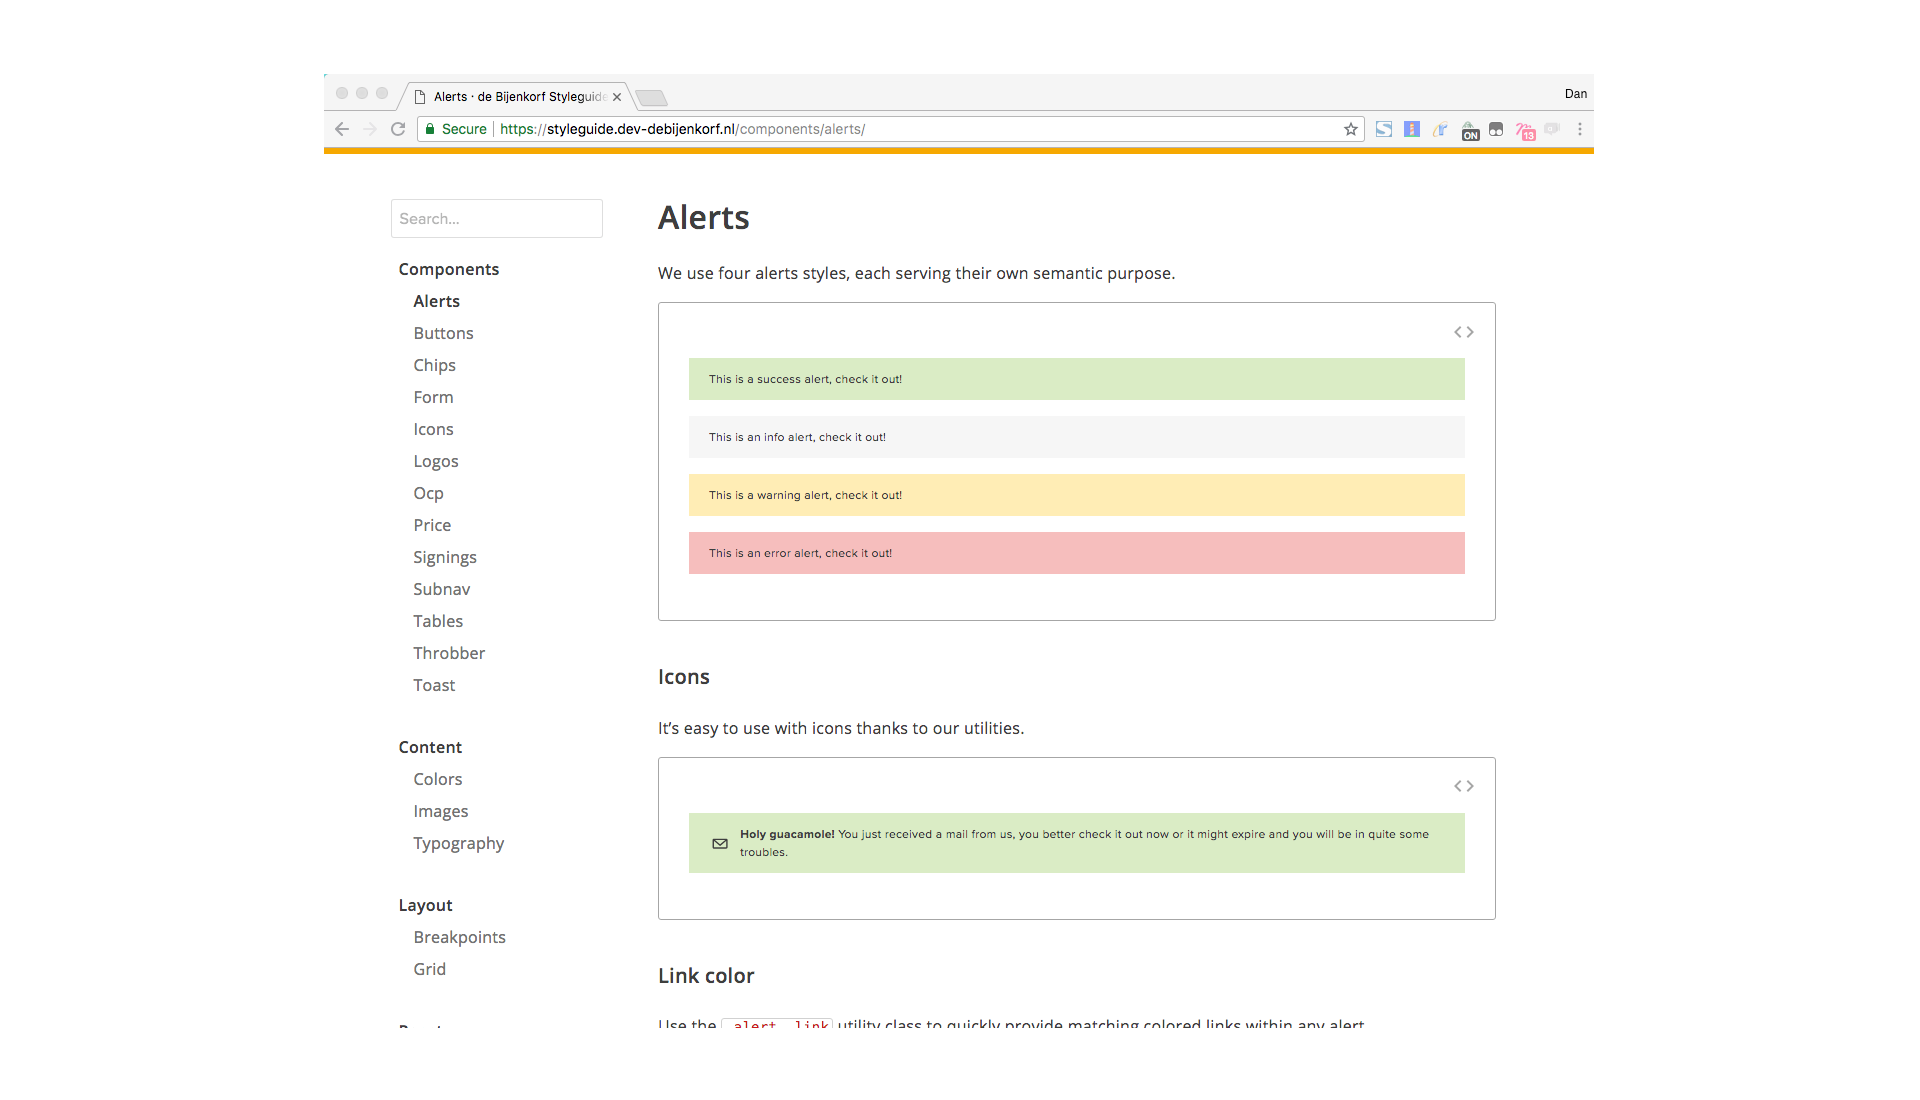 Alerts · de Bijenkorf Styleguide
Dan
Secure
https://styleguide.dev-debijenkorf.nl/components/alerts/
ON
13
Search...
Components
Alerts
Buttons
Chips
Form
Icons
Logos
Ocp
Price
Signings
Subnav
Tables
Throbber
Toast
Content
Colors
Images
Typography
Layout
Breakpoints
Grid
Alerts
We use four alerts styles, each serving their own semantic purpose.
This is a success alert, check it out!
This is an info alert, check it out!
This is a warning alert, check it out!
This is an error alert, check it out!
Icons
It’s easy to use with icons thanks to our utilities.
Holy guacamole! You just received a mail from us, you better check it out now or it might expire and you will be in quite some
troubles.
Link color
Use the alert link utility class to quickly provide matching colored links within any alert